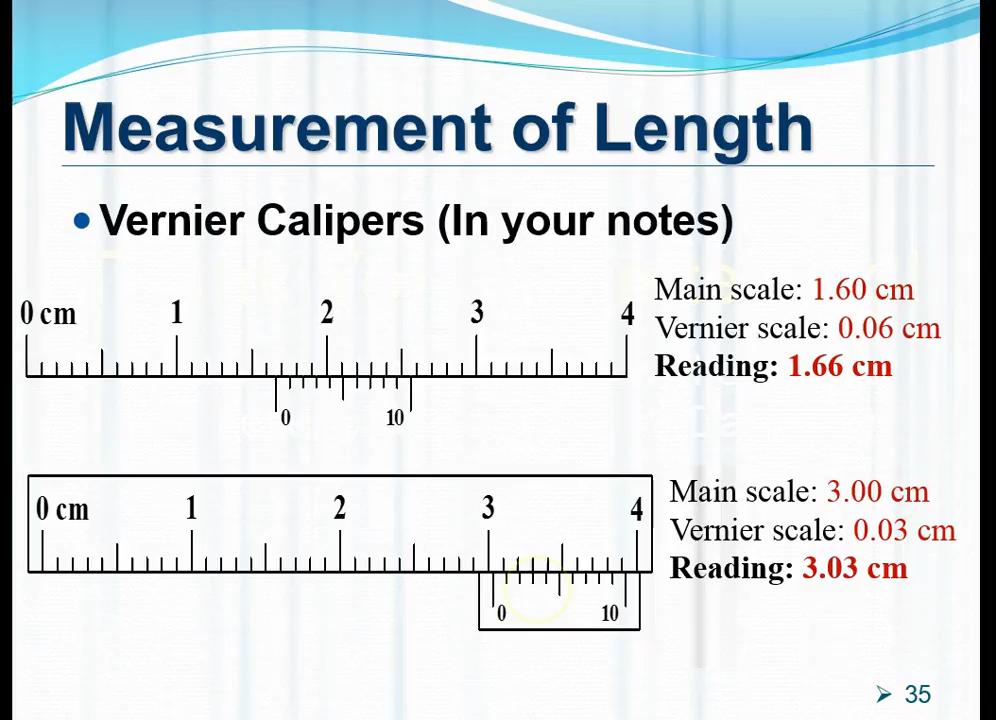 Measurement of Length
• Vernier Calipers (In your notes)
0 cm 1 2 3 4
0 10
Main scale: 1.60 cm
Vernier scale: 0.06 cm
Reading: 1.66 cm
0 cm 1 2 3 4
0 10
Main scale: 3.00 cm
Vernier scale: 0.03 cm
Reading: 3.03 cm
➢ 35